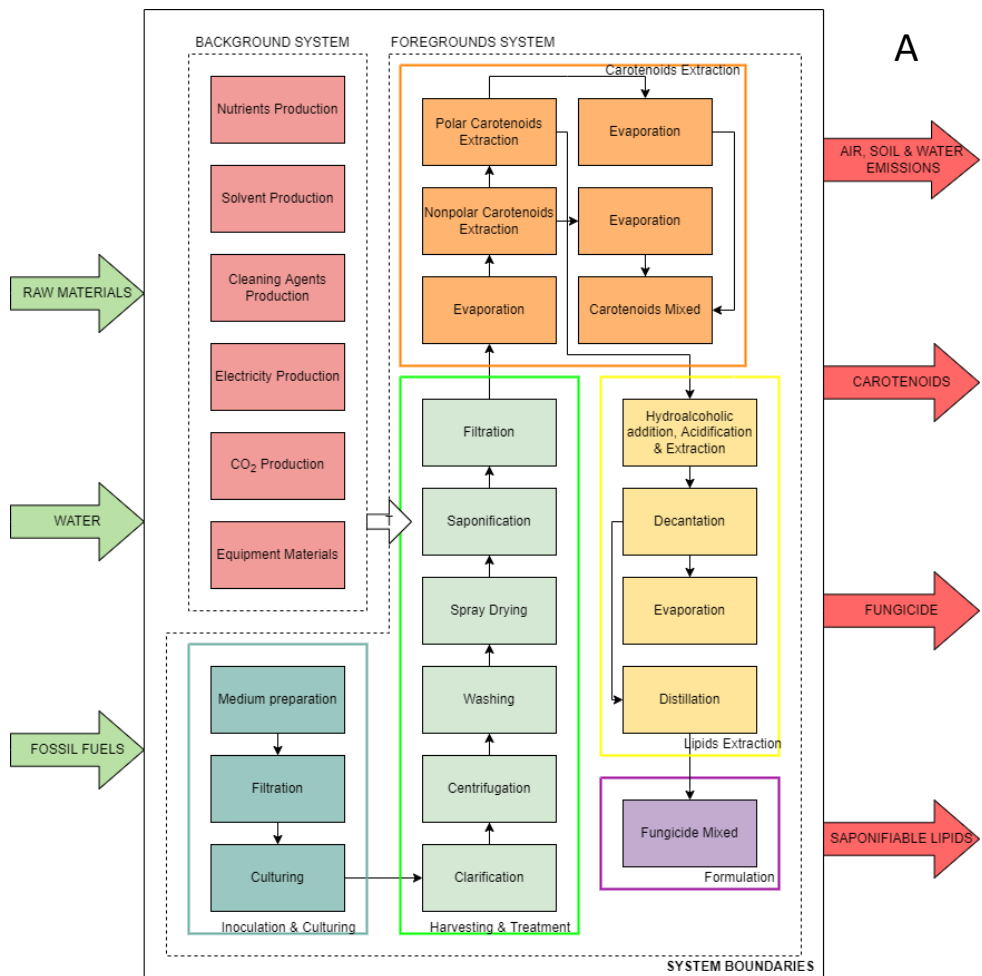 A
BACKGROUND SYSTEM
FOREGROUNDS SYSTEM
RAW MATERIALS
WATER
FOSSIL FUELS
Nutrients Production
Solvent Production
Cleaning Agents
Production
Electricity Production
CO₂ Production
Equipment Materials
Medium preparation
Filtration
Culturing
Inoculation & Culturing
Filtration
Saponification
Spray Drying
Washing
Centrifugation
Clarification
Harvesting & Treatment
Carotenoids Extraction
Polar Carotenoids
Extraction
Evaporation
Nonpolar Carotenoids
Extraction
Evaporation
Evaporation
Carotenoids Mixed
Hydroalcoholic
addition, Acidification
& Extraction
Decantation
Evaporation
Distillation
Lipids Extraction
Fungicide Mixed
Formulation
SYSTEM BOUNDARIES
AIR, SOIL & WATER
EMISSIONS
CAROTENOIDS
FUNGICIDE
SAPONIFIABLE LIPIDS